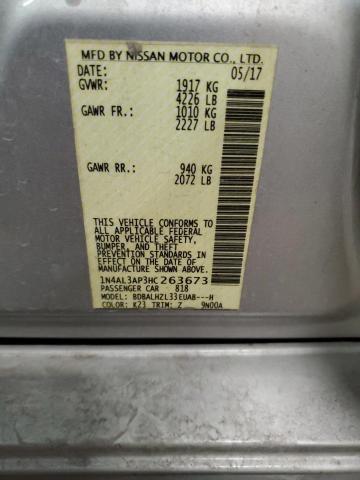 MFD BY NISSAN MOTOR CO., LTD.
DATE: 05/17
GVWR: 1917 KG
4226 LB
GAWR FR.: 1010 KG
2227 LB
GAWR RR.: 940 KG
2072 LB
THIS VEHICLE CONFORMS TO
ALL APPLICABLE FEDERAL
MOTOR VEHICLE SAFETY,
BUMPER, AND THEFT
PREVENTION STANDARDS
IN EFFECT ON THE DATE OF
MANUFACTURE SHOWN ABOVE.
1N4AL3AP3HC263673
PASSENGER CAR 818
MODEL: BDBALHZL33EUAB---H
COLOR: K23 TRIM: Z 9N00A